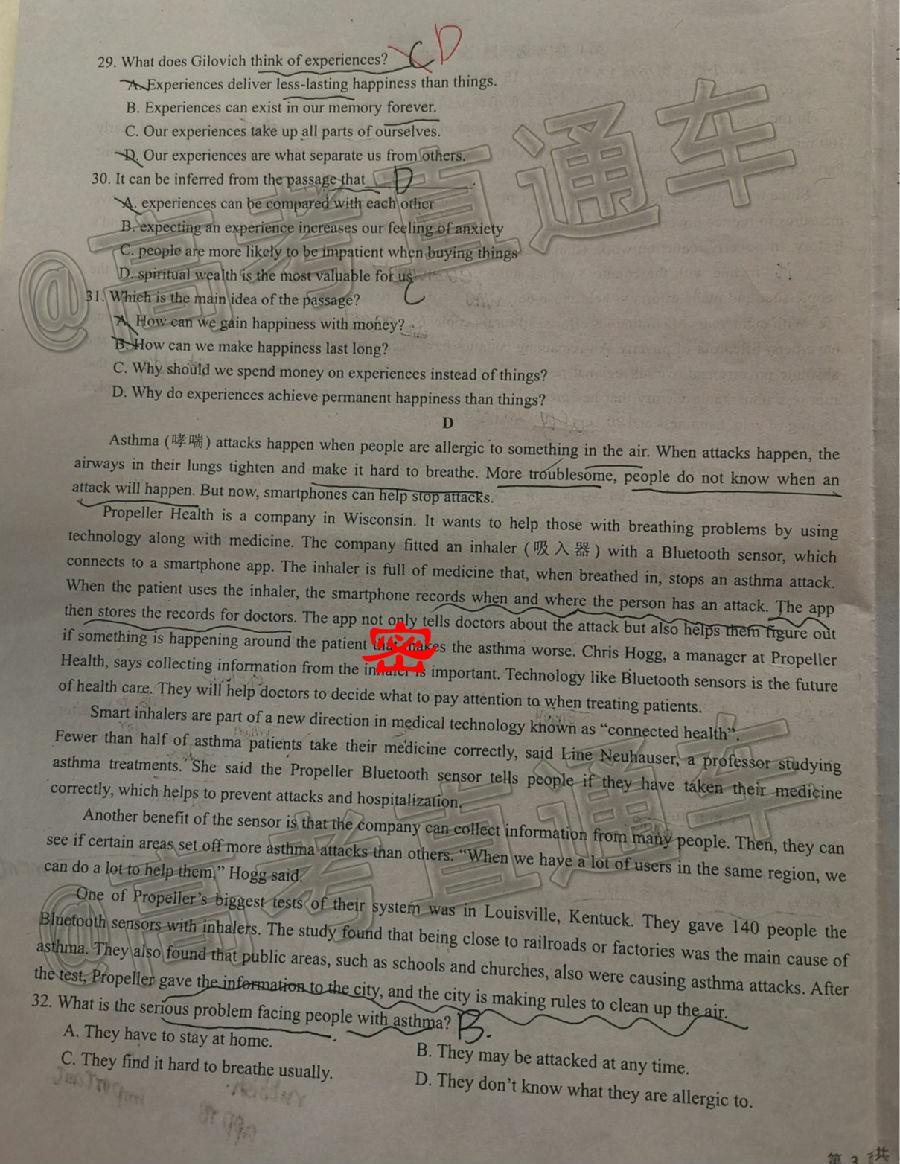 29. What does Gilovich think of experiences? C D
A. Experiences deliver less-lasting happiness than things.
B. Experiences can exist in our memory forever.
C. Our experiences take up all parts of ourselves.
D. Our experiences are what separate us from others.
30. It can be inferred from the passage that D .
A. experiences can be compared with each other
B. expecting an experience increases our feeling of anxiety
C. people are more likely to be impatient when buying things
D. spiritual wealth is the most valuable for us
31. Which is the main idea of the passage? C
A. How can we gain happiness with money?
B. How can we make happiness last long?
C. Why should we spend money on experiences instead of things?
D. Why do experiences achieve permanent happiness than things?
D
Asthma (哮喘) attacks happen when people are allergic to something in the air. When attacks happen, the
airways in their lungs tighten and make it hard to breathe. More troublesome, people do not know when an
attack will happen. But now, smartphones can help stop attacks.
Propeller Health is a company in Wisconsin. It wants to help those with breathing problems by using
technology along with medicine. The company fitted an inhaler (吸入器) with a Bluetooth sensor, which
connects to a smartphone app. The inhaler is full of medicine that, when breathed in, stops an asthma attack.
When the patient uses the inhaler, the smartphone records when and where the person has an attack. The app
then stores the records for doctors. The app not only tells doctors about the attack but also helps them figure out
if something is happening around the patient that makes the asthma worse. Chris Hogg, a manager at Propeller
Health, says collecting information from the inhaler is important. Technology like Bluetooth sensors is the future
of health care. They will help doctors to decide what to pay attention to when treating patients.
Smart inhalers are part of a new direction in medical technology known as “connected health”.
Fewer than half of asthma patients take their medicine correctly, said Line Neuhauser, a professor studying
asthma treatments. She said the Propeller Bluetooth sensor tells people if they have taken their medicine
correctly, which helps to prevent attacks and hospitalization.
Another benefit of the sensor is that the company can collect information from many people. Then, they can
see if certain areas set off more asthma attacks than others. “When we have a lot of users in the same region, we
can do a lot to help them,” Hogg said.
One of Propeller’s biggest tests of their system was in Louisville, Kentuck. They gave 140 people the
Bluetooth sensors with inhalers. The study found that being close to railroads or factories was the main cause of
asthma. They also found that public areas, such as schools and churches, also were causing asthma attacks. After
the test, Propeller gave the information to the city, and the city is making rules to clean up the air.
32. What is the serious problem facing people with asthma? B.
A. They have to stay at home.
B. They may be attacked at any time.
C. They find it hard to breathe usually.
D. They don’t know what they are allergic to.
密
@高考直通车
@高考直通车
第 3
共